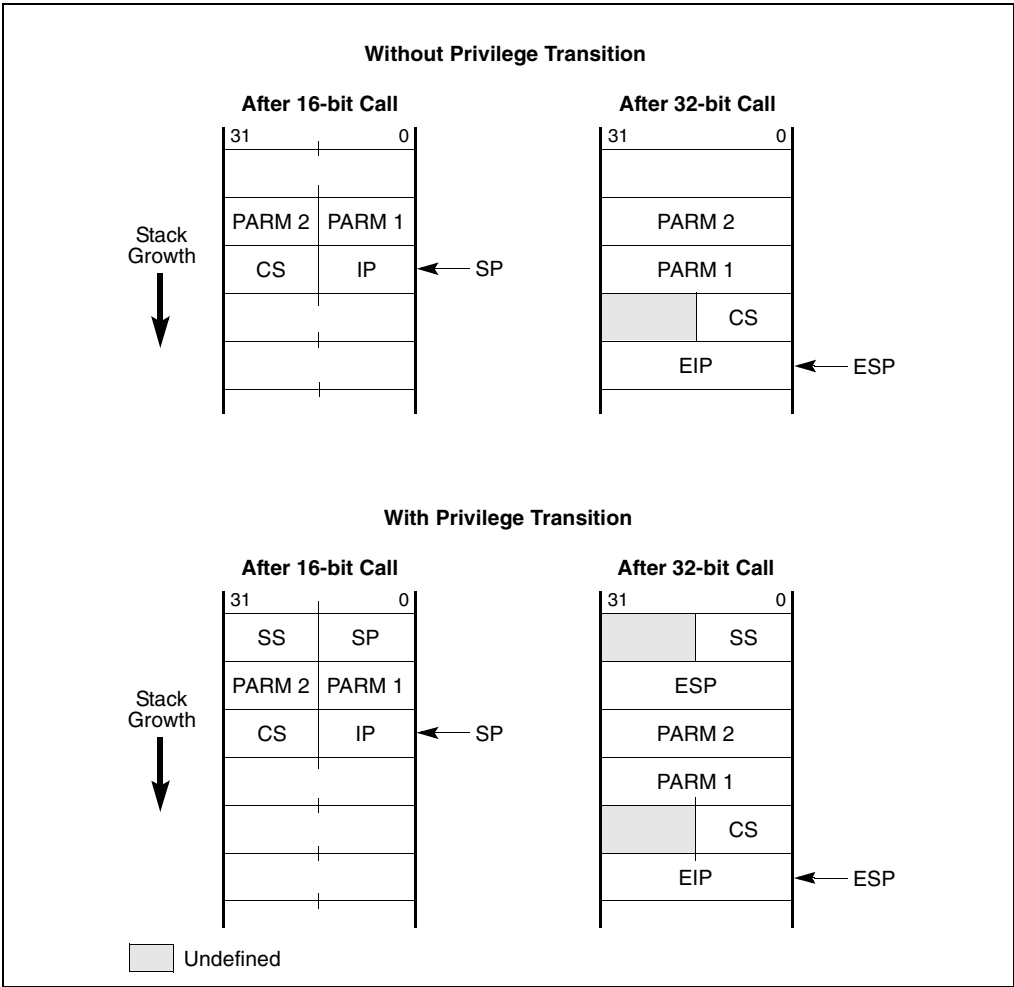 Without Privilege Transition
After 16-bit Call
After 32-bit Call
31 0
31 0
PARM 2 PARM 1
PARM 2
Stack
Growth
CS IP
SP
PARM 1
CS
EIP
ESP
With Privilege Transition
After 16-bit Call
After 32-bit Call
31 0
31 0
SS SP
SS
PARM 2 PARM 1
ESP
Stack
Growth
CS IP
SP
PARM 2
PARM 1
CS
EIP
ESP
Undefined